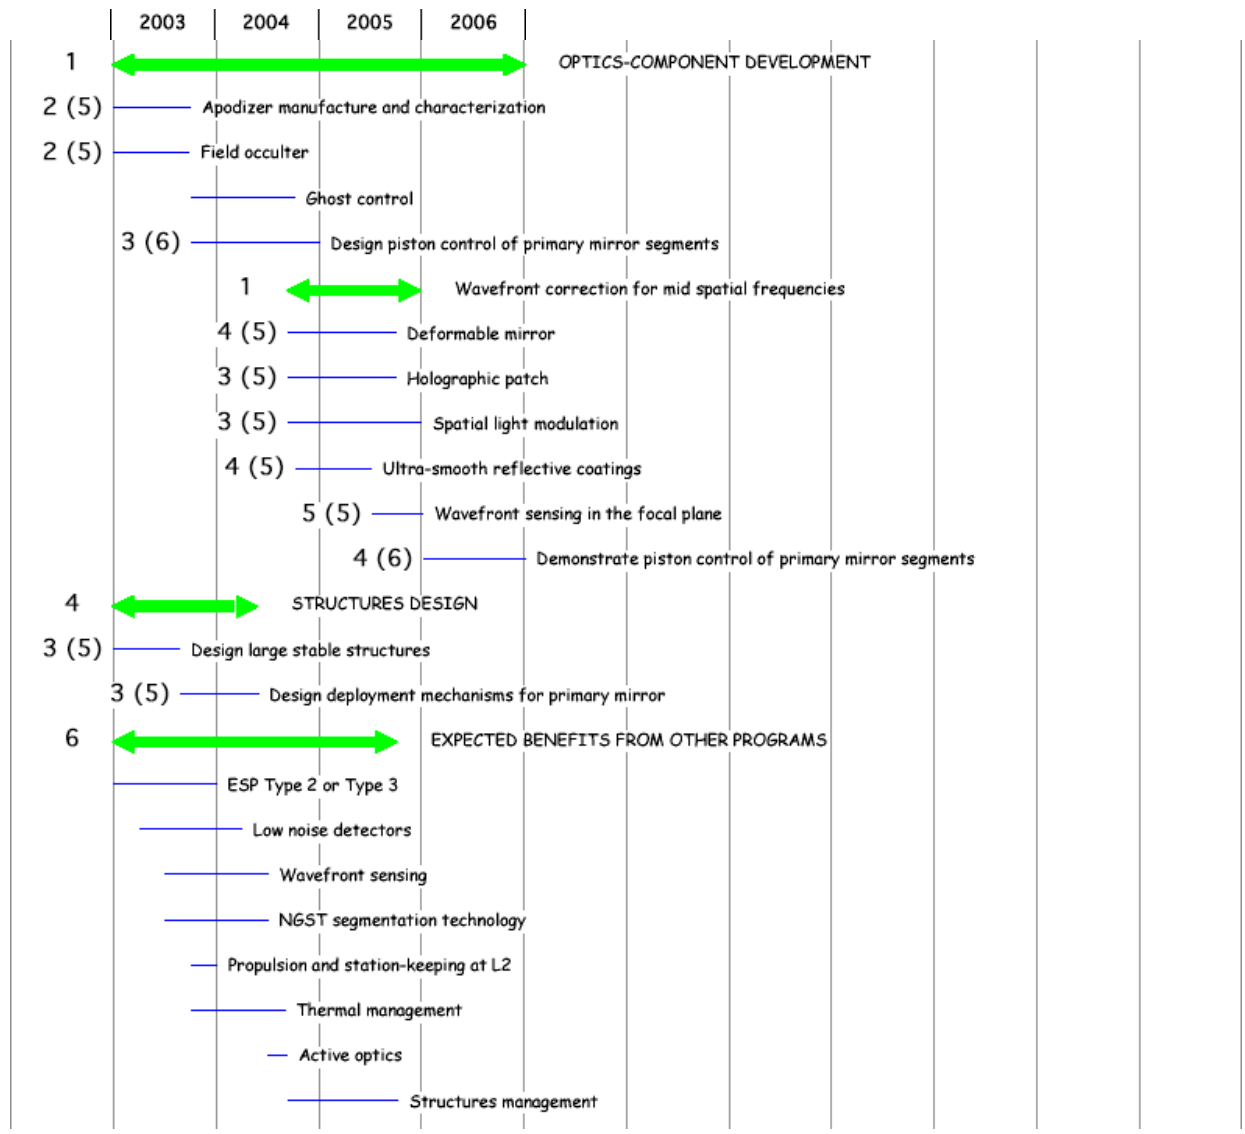 2003 2004 2005 2006
1 OPTICS-COMPONENT DEVELOPMENT
2 (5) Apodizer manufacture and characterization
2 (5) Field occulter
Ghost control
3 (6) Design piston control of primary mirror segments
1 Wavefront correction for mid spatial frequencies
4 (5) Deformable mirror
3 (5) Holographic patch
3 (5) Spatial light modulation
4 (5) Ultra-smooth reflective coatings
5 (5) Wavefront sensing in the focal plane
4 (6) Demonstrate piston control of primary mirror segments
4 STRUCTURES DESIGN
3 (5) Design large stable structures
3 (5) Design deployment mechanisms for primary mirror
6 EXPECTED BENEFITS FROM OTHER PROGRAMS
ESP Type 2 or Type 3
Low noise detectors
Wavefront sensing
NGST segmentation technology
Propulsion and station-keeping at L2
Thermal management
Active optics
Structures management